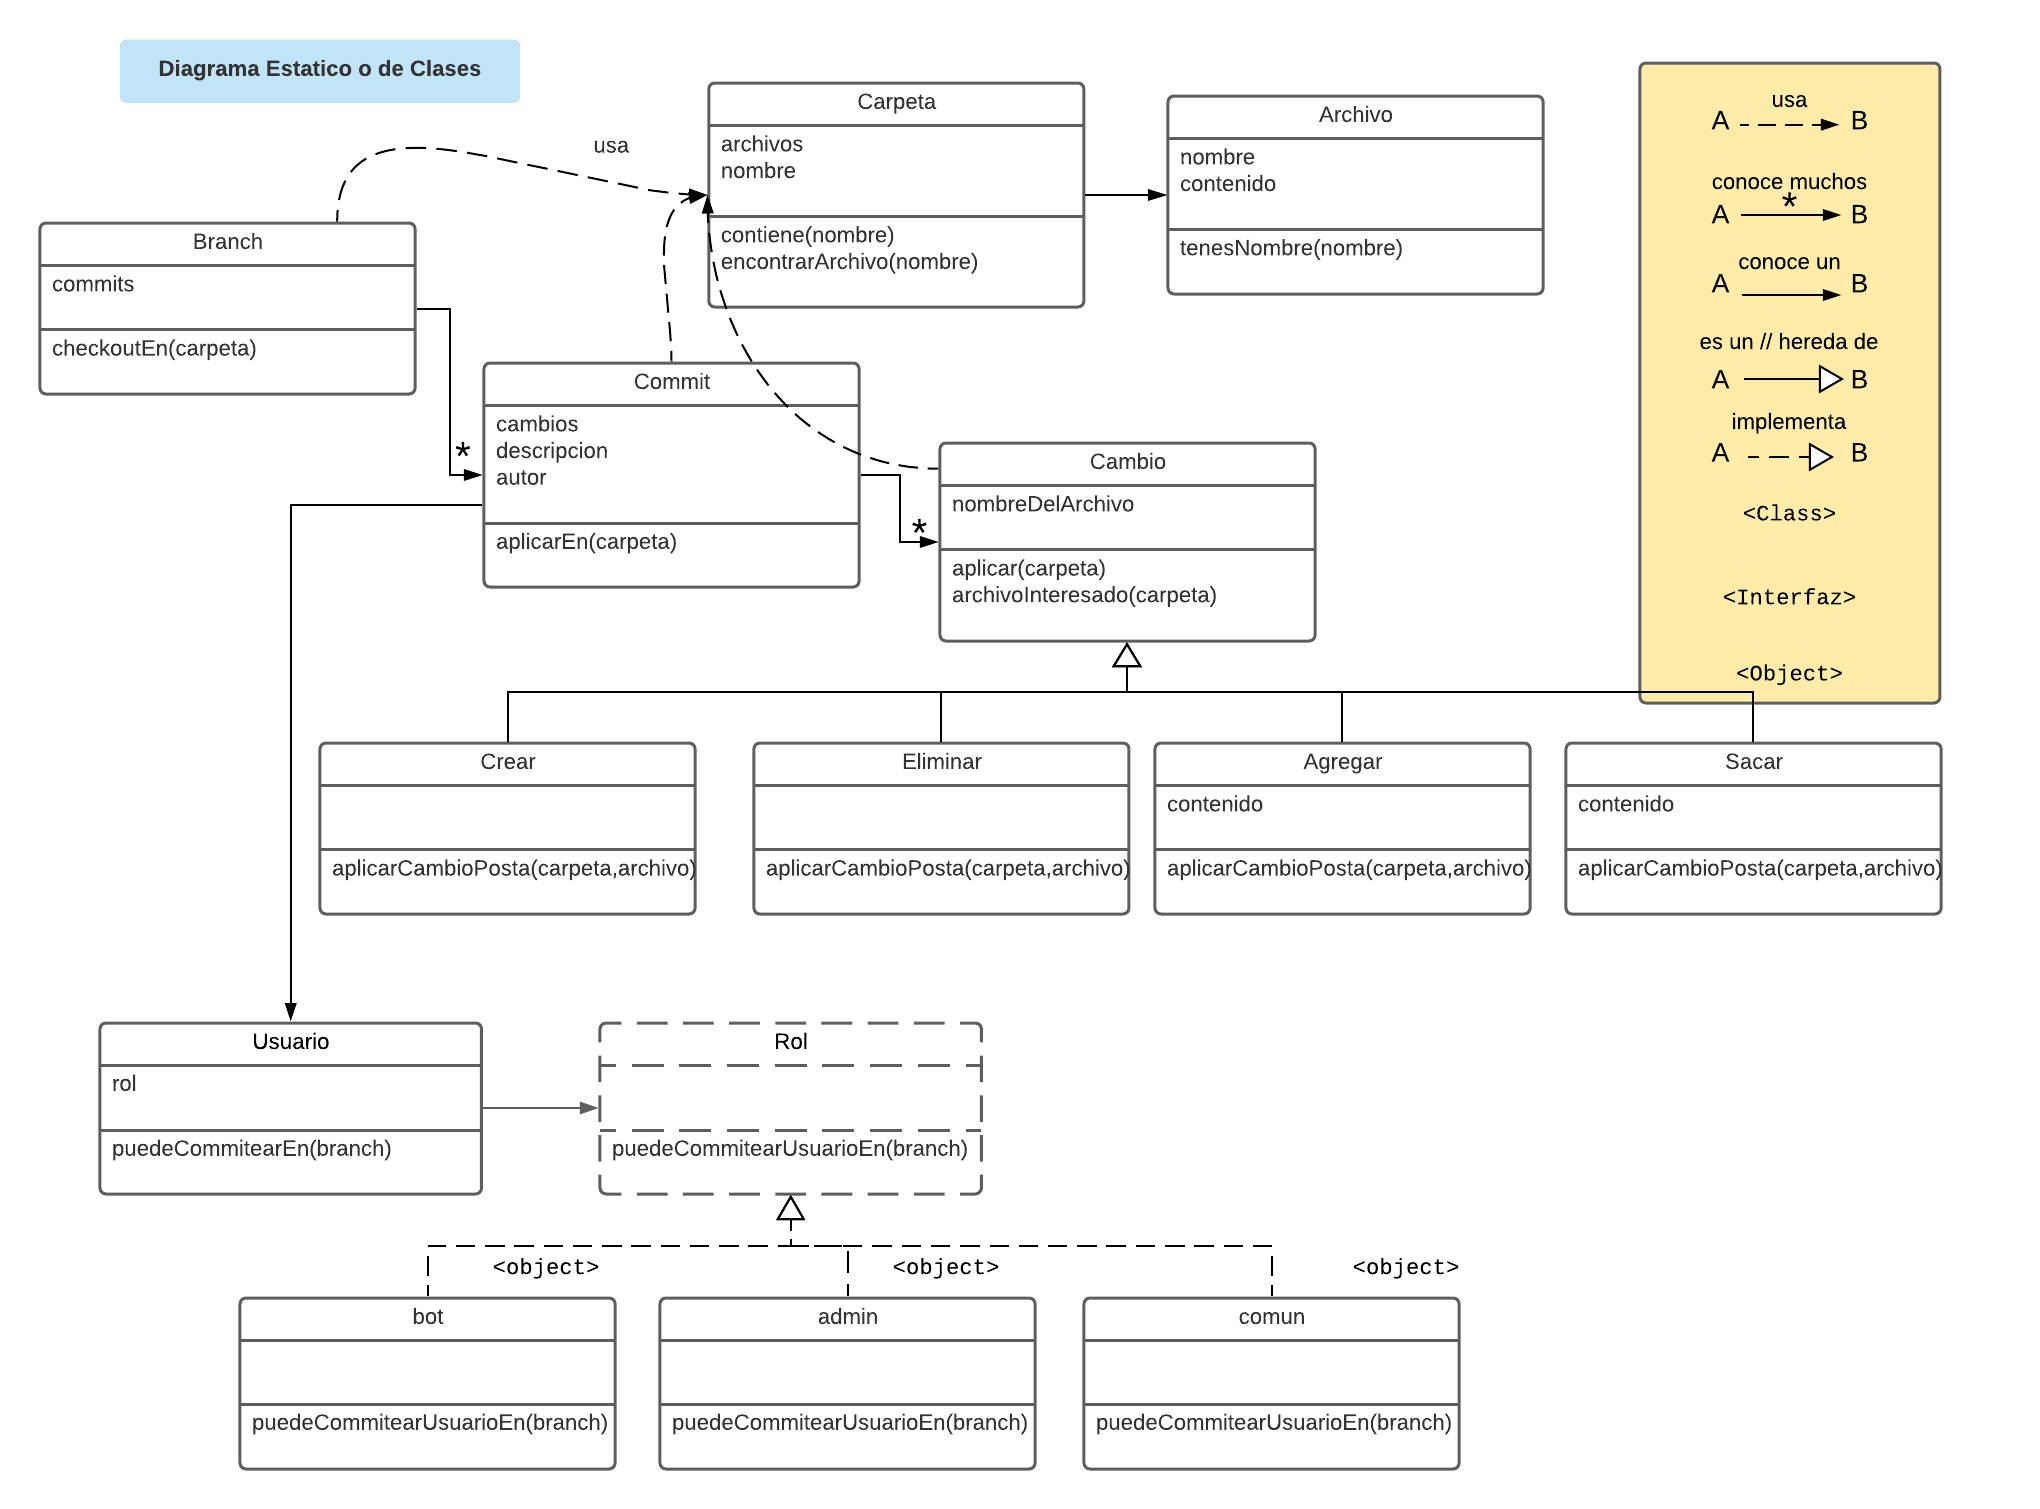 Diagrama Estatico o de Clases
usa
Carpeta
archivos
nombre
contiene(nombre)
encontrarArchivo(nombre)
Archivo
nombre
contenido
tenesNombre(nombre)
Branch
commits
checkoutEn(carpeta)
*
Commit
cambios
descripcion
autor
aplicarEn(carpeta)
*
Cambio
nombreDelArchivo
aplicar(carpeta)
archivoInteresado(carpeta)
usa
A B
conoce muchos
*
A B
conoce un
A B
es un // hereda de
A B
implementa
A B
<Class>
<Interfaz>
<Object>
Crear
aplicarCambioPosta(carpeta,archivo)
Eliminar
aplicarCambioPosta(carpeta,archivo)
Agregar
contenido
aplicarCambioPosta(carpeta,archivo)
Sacar
contenido
aplicarCambioPosta(carpeta,archivo)
Usuario
rol
puedeCommitearEn(branch)
Rol
puedeCommitearUsuarioEn(branch)
<object>
bot
puedeCommitearUsuarioEn(branch)
<object>
admin
puedeCommitearUsuarioEn(branch)
<object>
comun
puedeCommitearUsuarioEn(branch)